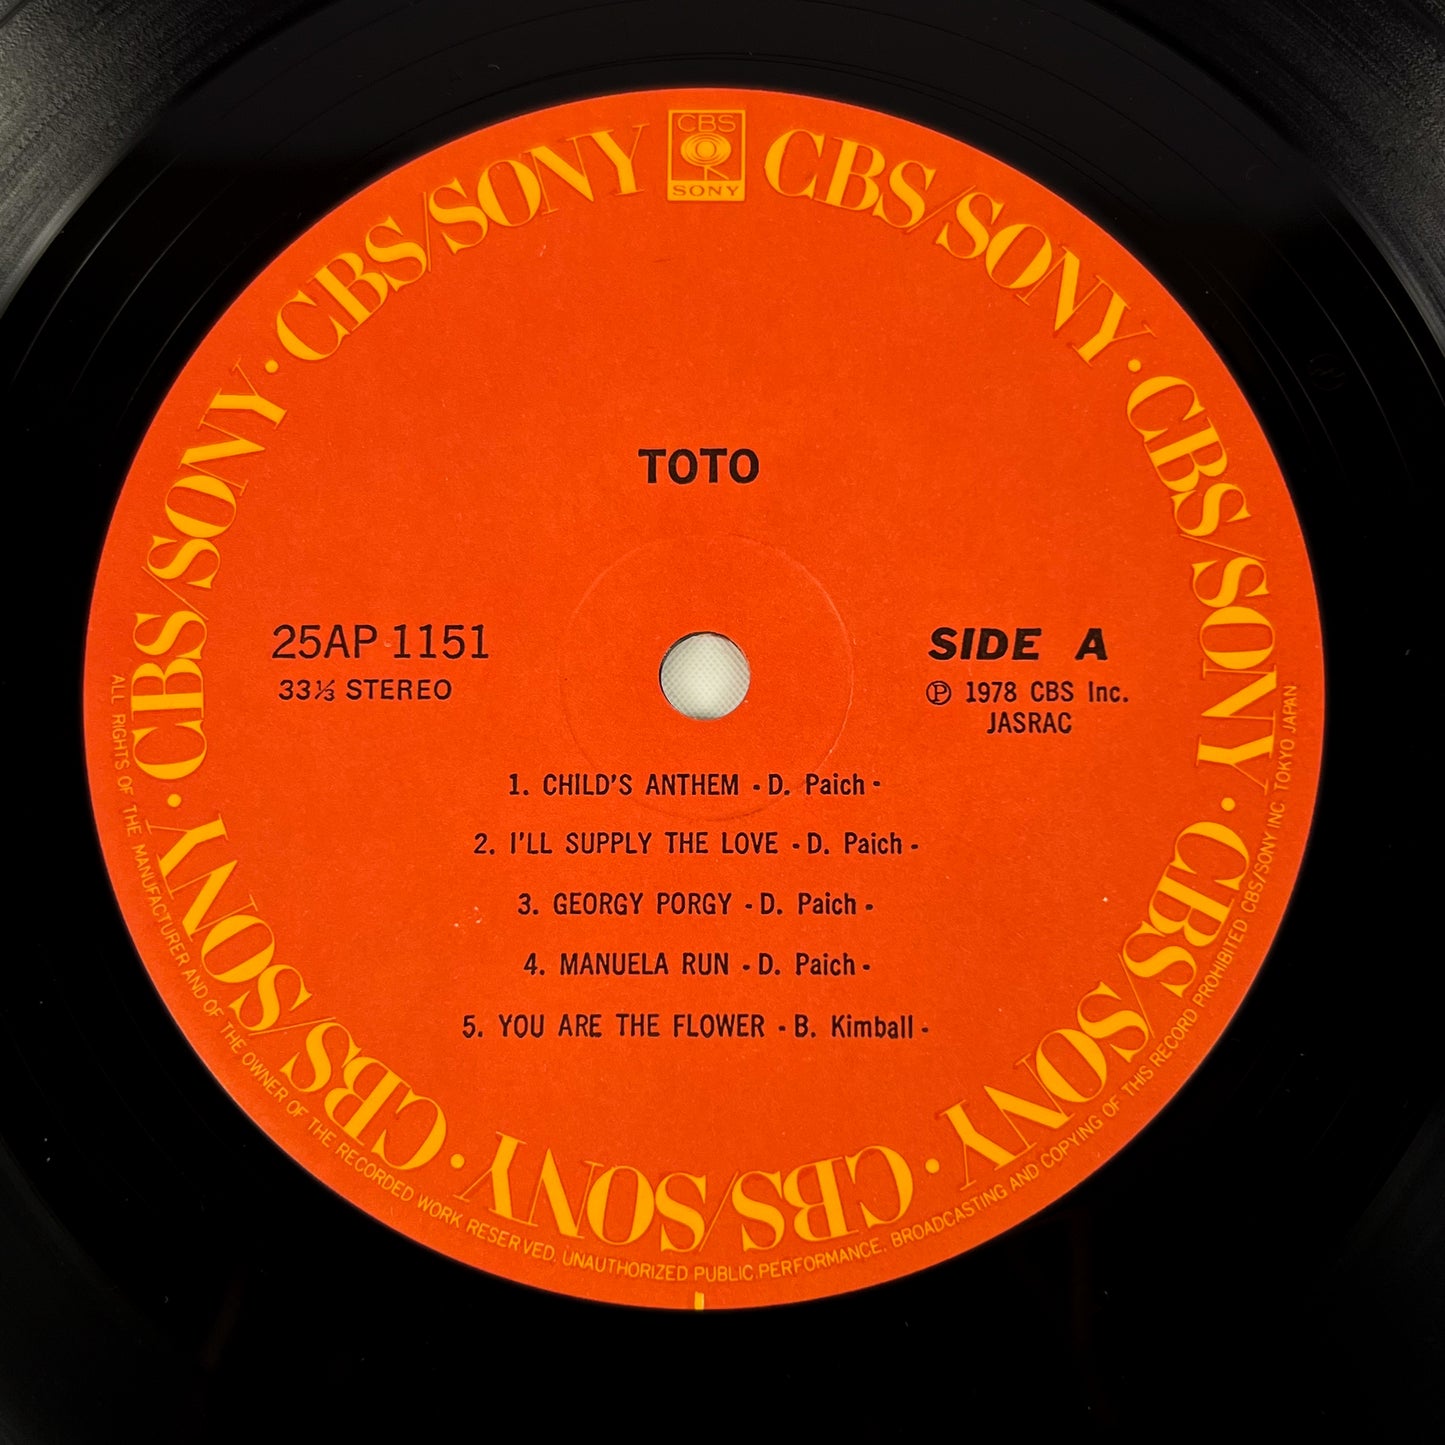 CBS
SONY
CBS/SONY · CBS/SONY · CBS/SONY · CBS/SONY · CBS/SONY · CBS/SONY · CBS/SONY · CBS/SONY
TOTO
25AP 1151
33⅓ STEREO
SIDE A
Ⓟ 1978 CBS Inc.
JASRAC
1. CHILD'S ANTHEM - D. Paich -
2. I'LL SUPPLY THE LOVE - D. Paich -
3. GEORGY PORGY - D. Paich -
4. MANUELA RUN - D. Paich -
5. YOU ARE THE FLOWER - B. Kimball -
ALL RIGHTS OF THE MANUFACTURER AND OF THE OWNER OF THE RECORDED WORK RESERVED. UNAUTHORIZED PUBLIC PERFORMANCE, BROADCASTING AND COPYING OF THIS RECORD PROHIBITED CBS/SONY INC. TOKYO JAPAN